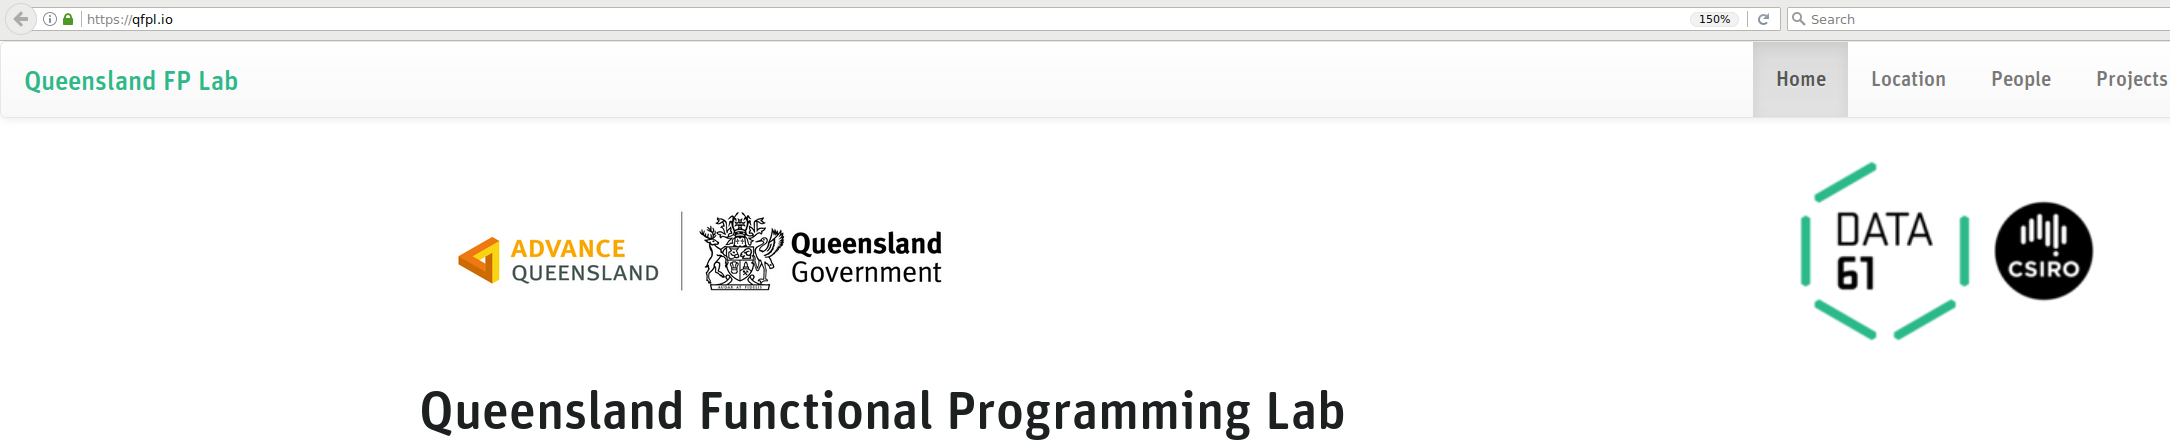 https://qfpl.io 150% Search
Queensland FP Lab Home Location People Projects
ADVANCE
QUEENSLAND
Queensland
Government
DATA
61
CSIRO
Queensland Functional Programming Lab